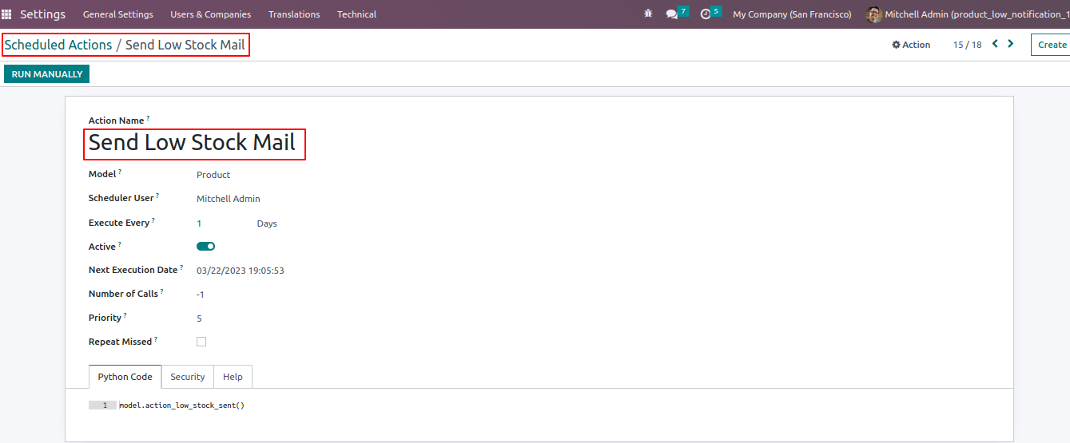 Settings General Settings Users & Companies Translations Technical 7 5 My Company (San Francisco) Mitchell Admin (product_low_notification_1
Scheduled Actions / Send Low Stock Mail Action 15 / 18 Create
RUN MANUALLY
Action Name ?
Send Low Stock Mail
Model ? Product
Scheduler User ? Mitchell Admin
Execute Every ? 1 Days
Active ?
Next Execution Date ? 03/22/2023 19:05:53
Number of Calls ? -1
Priority ? 5
Repeat Missed ?
Python Code Security Help
1 model.action_low_stock_sent()